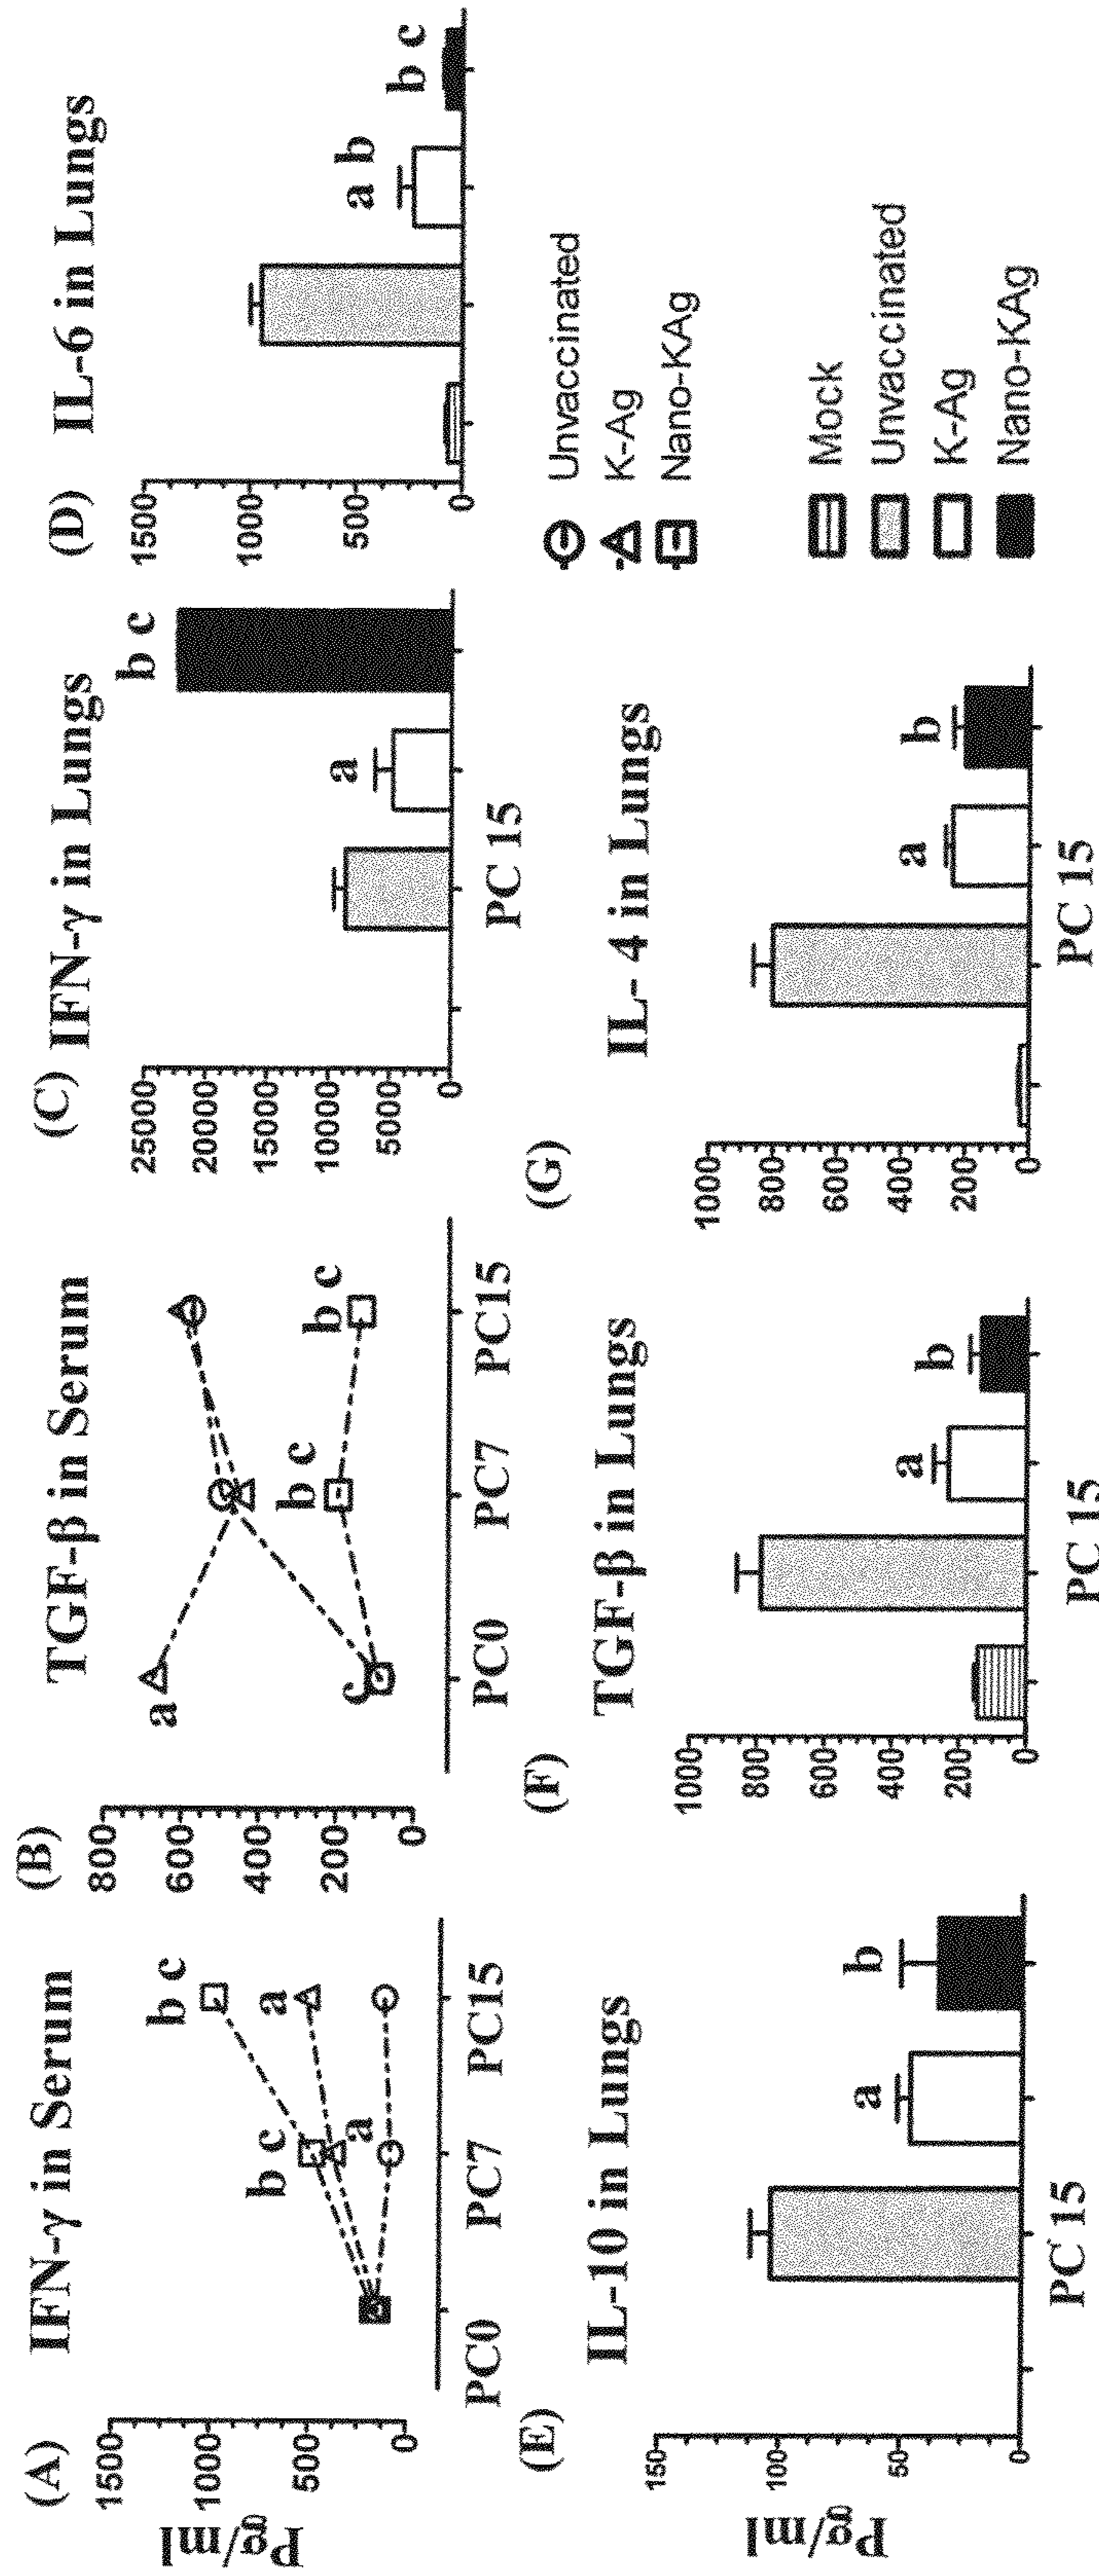 (A) IFN-γ in Serum
Pg/ml
1500
1000
500
0
b c
a
b c
a
PC0 PC7 PC15
(B) TGF-β in Serum
800
600
400
200
0
a
c
b c
b c
PC0 PC7 PC15
(C) IFN-γ in Lungs
25000
20000
15000
10000
5000
0
a
b c
PC 15
(D) IL-6 in Lungs
1500
1000
500
0
a b
b c
Unvaccinated
K-Ag
Nano-KAg
Mock
Unvaccinated
K-Ag
Nano-KAg
(E) IL-10 in Lungs
Pg/ml
150
100
50
0
a
b
PC 15
(F) TGF-β in Lungs
1000
800
600
400
200
0
a
b
PC 15
(G) IL- 4 in Lungs
1000
800
600
400
200
0
a
b
PC 15